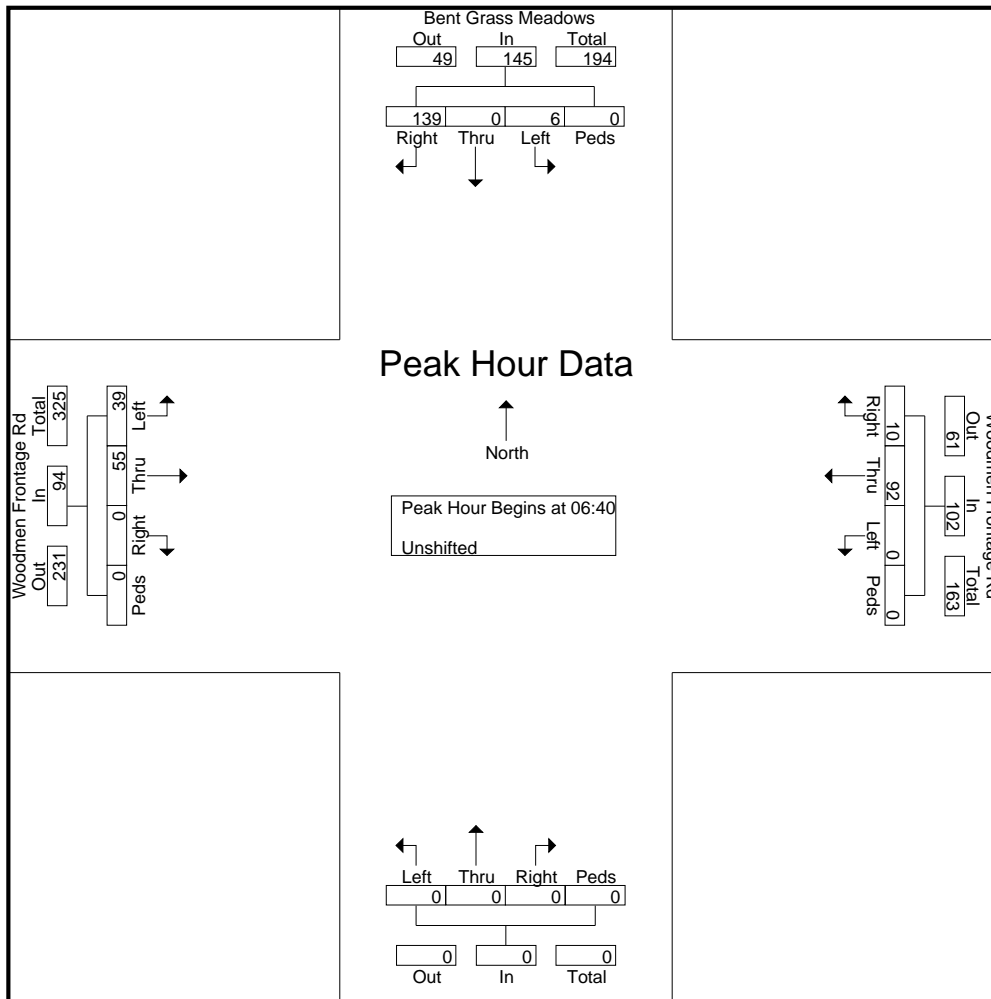 Bent Grass Meadows
Out In Total
49 145 194
139 0 6 0
Right Thru Left Peds
Peak Hour Data
North
Peak Hour Begins at 06:40
Unshifted
Woodmen Frontage Rd
Out In Total
231 94 325
39 55 0 0
Left Thru Right Peds
Woodmen Frontage Rd
Out In Total
61 102 163
10 92 0 0
Right Thru Left Peds
Left Thru Right Peds
0 0 0 0
0 0 0
Out In Total